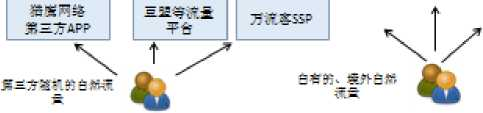 猎鹰网络
第三方APP
豆盟等流量
平台
万流客SSP
第三方随机的自然流
量
自有的、境外自然
流量